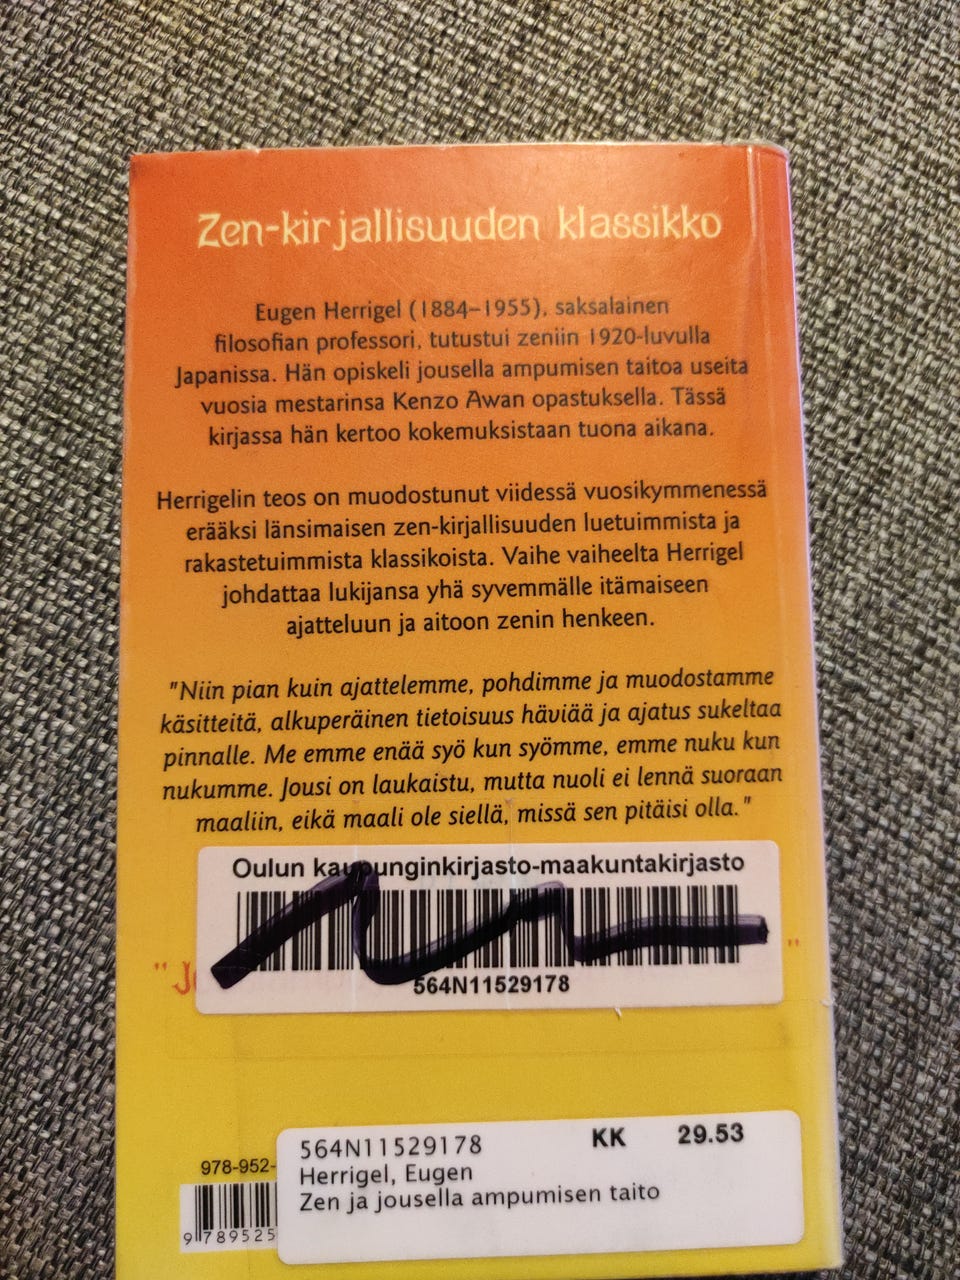 Zen-kirjallisuuden klassikko
Eugen Herrigel (1884–1955), saksalainen
filosofian professori, tutustui zeniin 1920-luvulla
Japanissa. Hän opiskeli jousella ampumisen taitoa useita
vuosia mestarinsa Kenzo Awan opastuksella. Tässä
kirjassa hän kertoo kokemuksistaan tuona aikana.
Herrigelin teos on muodostunut viidessä vuosikymmenessä
erääksi länsimaisen zen-kirjallisuuden luetuimmista ja
rakastetuimmista klassikoista. Vaihe vaiheelta Herrigel
johdattaa lukijansa yhä syvemmälle itämaiseen
ajatteluun ja aitoon zenin henkeen.
"Niin pian kuin ajattelemme, pohdimme ja muodostamme
käsitteitä, alkuperäinen tietoisuus häviää ja ajatus sukeltaa
pinnalle. Me emme enää syö kun syömme, emme nuku kun
nukumme. Jousi on laukaistu, mutta nuoli ei lennä suoraan
maaliin, eikä maali ole siellä, missä sen pitäisi olla."
Oulun kaupunginkirjasto-maakuntakirjasto
564N11529178
564N11529178 KK 29.53
Herrigel, Eugen
Zen ja jousella ampumisen taito
978-952-
9 789525